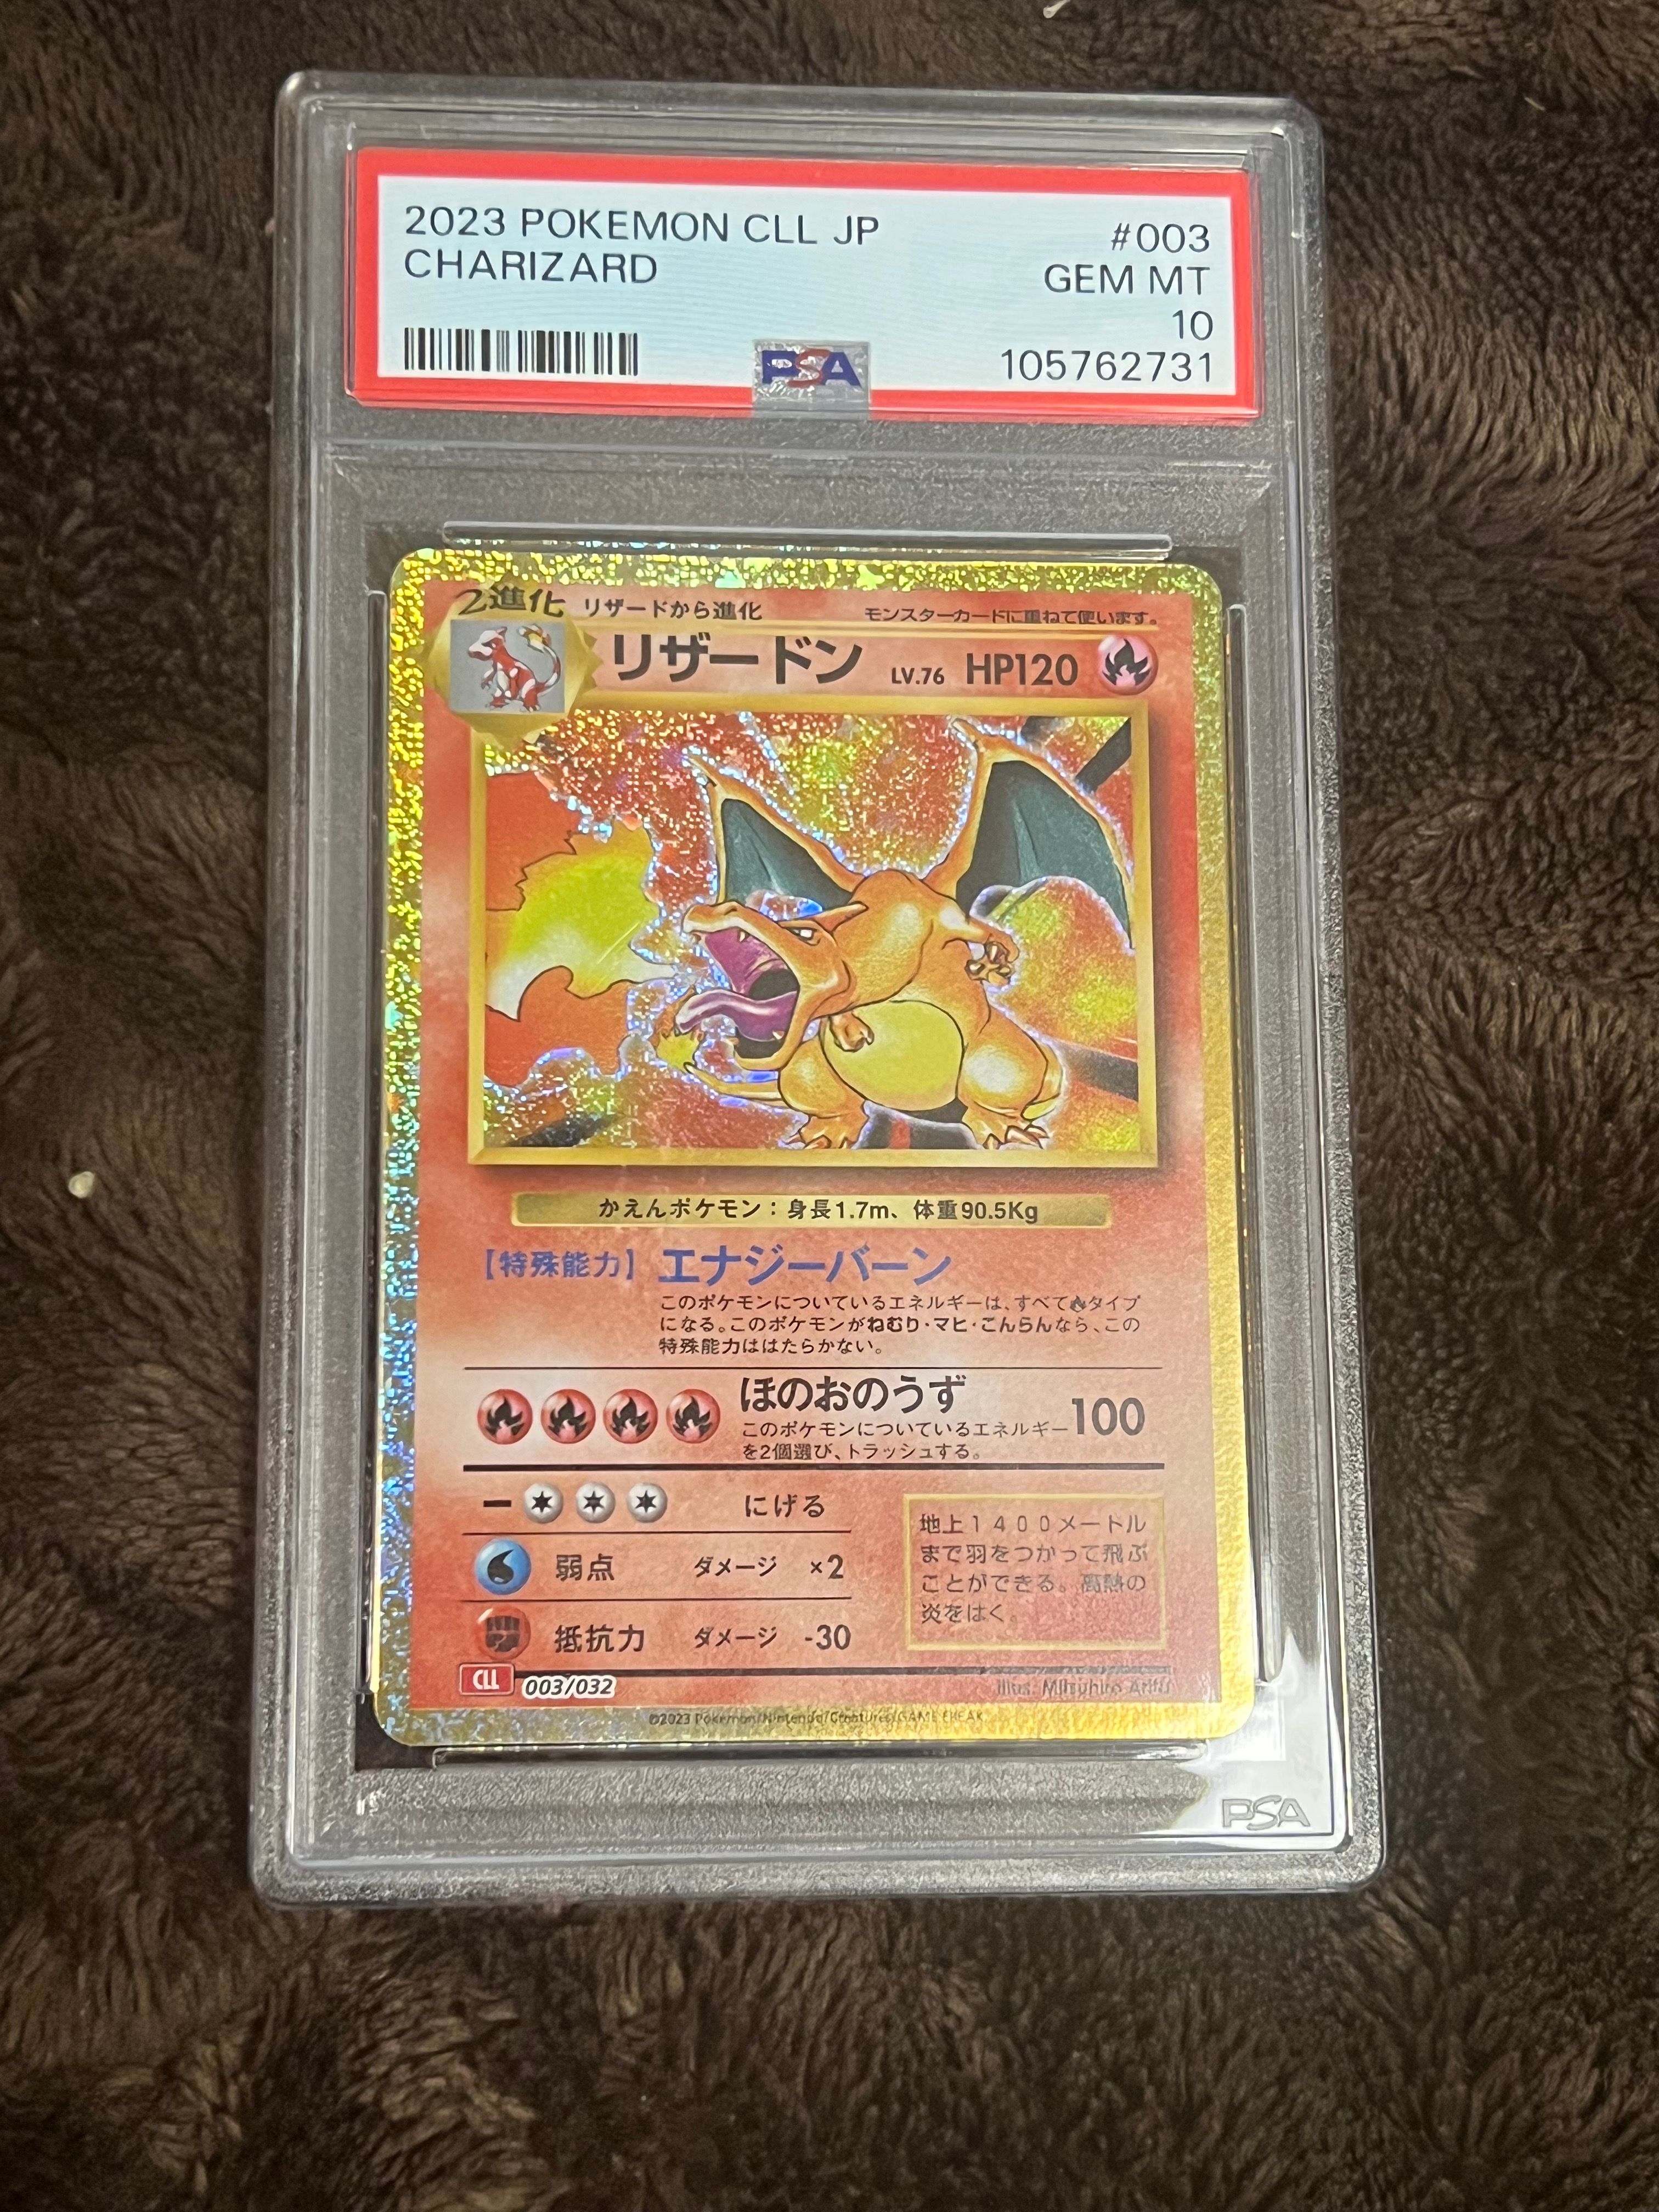 2023 POKEMON CLL JP
#003
CHARIZARD
GEM MT
10
PSA
105762731
2進化 リザードから進化
モンスターカードに重ねて使います。
リザードン LV.76 HP120
かえんポケモン：身長1.7m、体重90.5Kg
【特殊能力】エナジーバーン
このポケモンについているエネルギーは、すべて🔥タイプ
になる。このポケモンがねむり・マヒ・こんらんなら、この
特殊能力ははたらかない。
ほのおのうず 100
このポケモンについているエネルギー
を2個選び、トラッシュする。
にげる
弱点 ダメージ ×2
抵抗力 ダメージ -30
地上1400メートル
まで羽をつかって飛ぶ
ことができる。高熱の
炎をはく。
CLL 003/032
Illus. Mitsuhiro Arita
©2023 Pokémon/Nintendo/Creatures/GAME FREAK
PSA